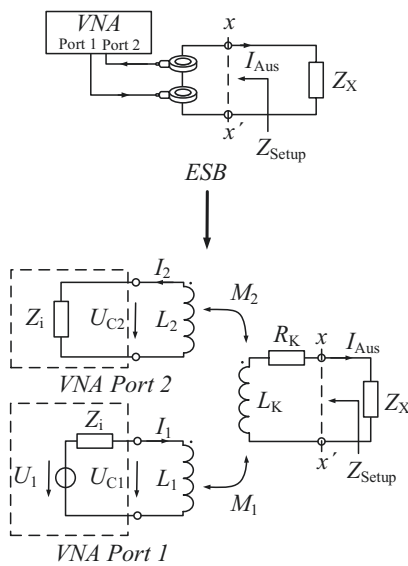 VNA
Port 1 Port 2
x
I_Aus
Z_X
x´
Z_Setup
ESB
I_2
Z_i
U_C2
L_2
M_2
VNA Port 2
R_K
x
I_Aus
L_K
Z_X
x´
Z_Setup
Z_i
I_1
U_1
U_C1
L_1
M_1
VNA Port 1